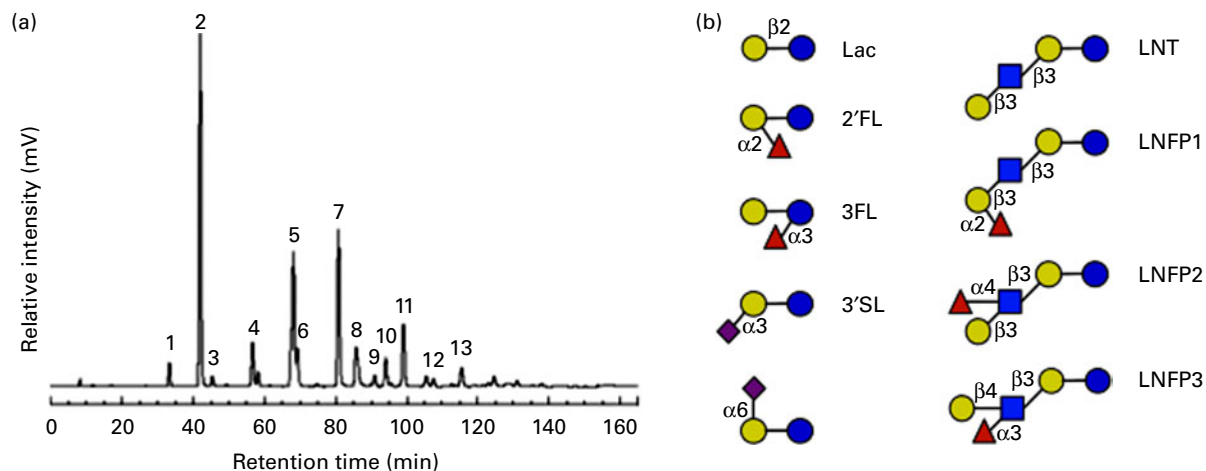 (a)
2
7
5
11
4
8
6
10
1
3
9
12
13
Relative intensity (mV)
0 20 40 60 80 100 120 140 160
Retention time (min)
(b)
β2
Lac
α2
2′FL
α3
3FL
α3
3′SL
α6
β3
β3
LNT
β3
β3
α2
LNFP1
β3
α4
β3
LNFP2
β3
β4
α3
LNFP3